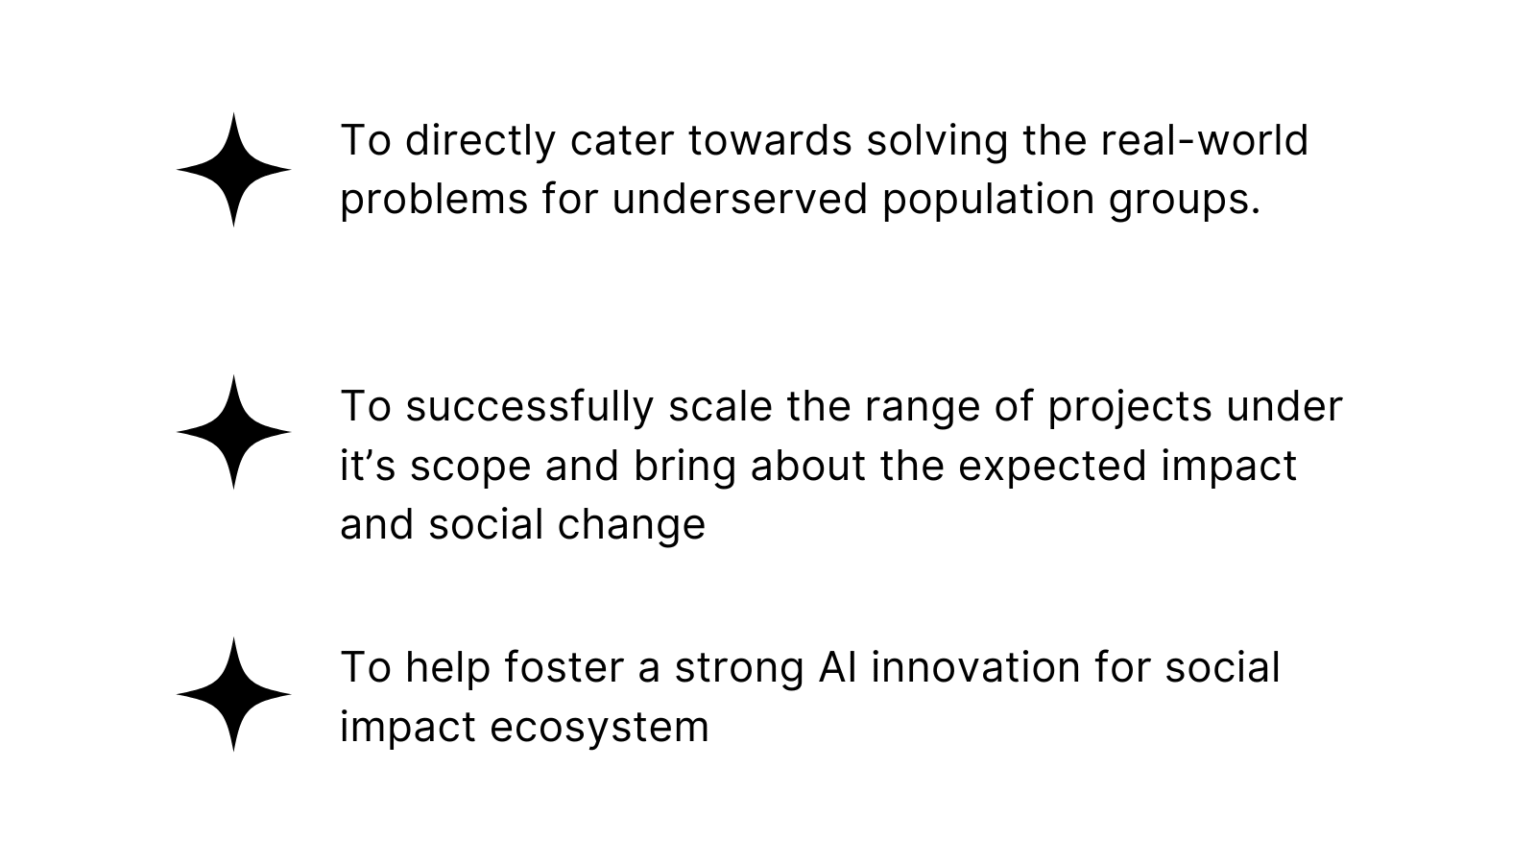 To directly cater towards solving the real-world
problems for underserved population groups.
To successfully scale the range of projects under
it’s scope and bring about the expected impact
and social change
To help foster a strong AI innovation for social
impact ecosystem